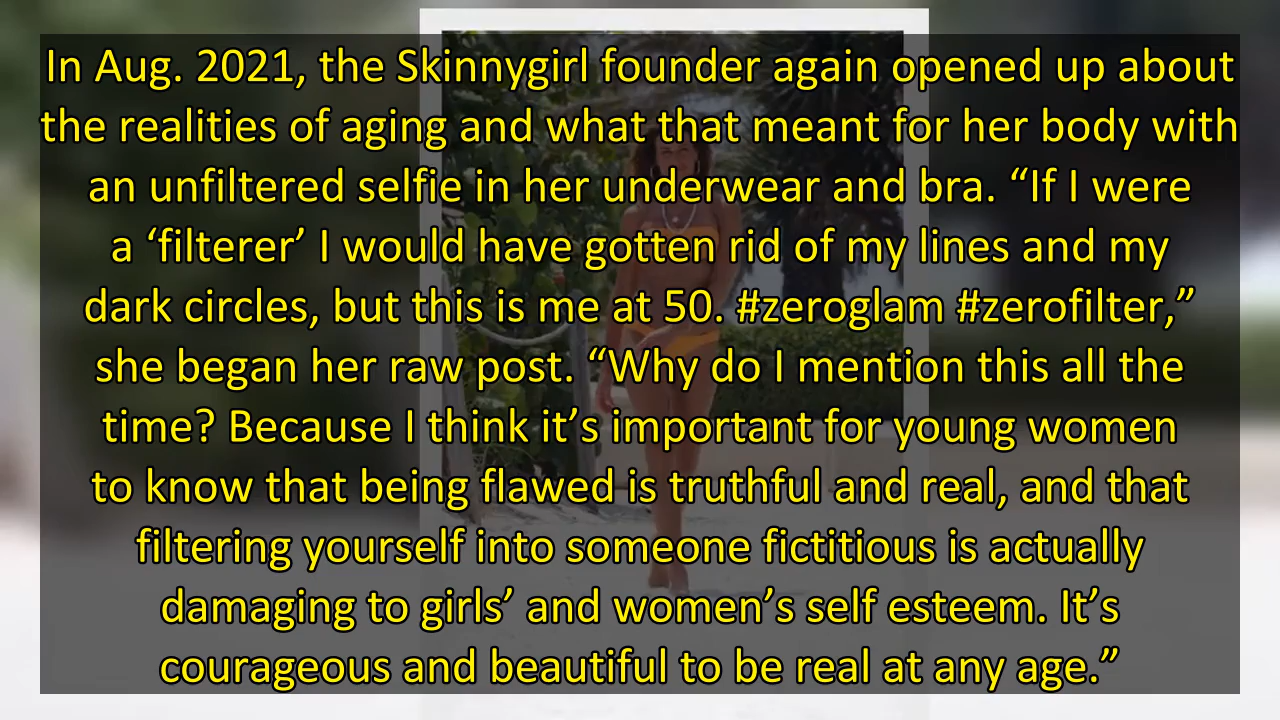 In Aug. 2021, the Skinnygirl founder again opened up about
the realities of aging and what that meant for her body with
an unfiltered selfie in her underwear and bra. “If I were
a ‘filterer’ I would have gotten rid of my lines and my
dark circles, but this is me at 50. #zeroglam #zerofilter,”
she began her raw post. “Why do I mention this all the
time? Because I think it’s important for young women
to know that being flawed is truthful and real, and that
filtering yourself into someone fictitious is actually
damaging to girls’ and women’s self esteem. It’s
courageous and beautiful to be real at any age.”